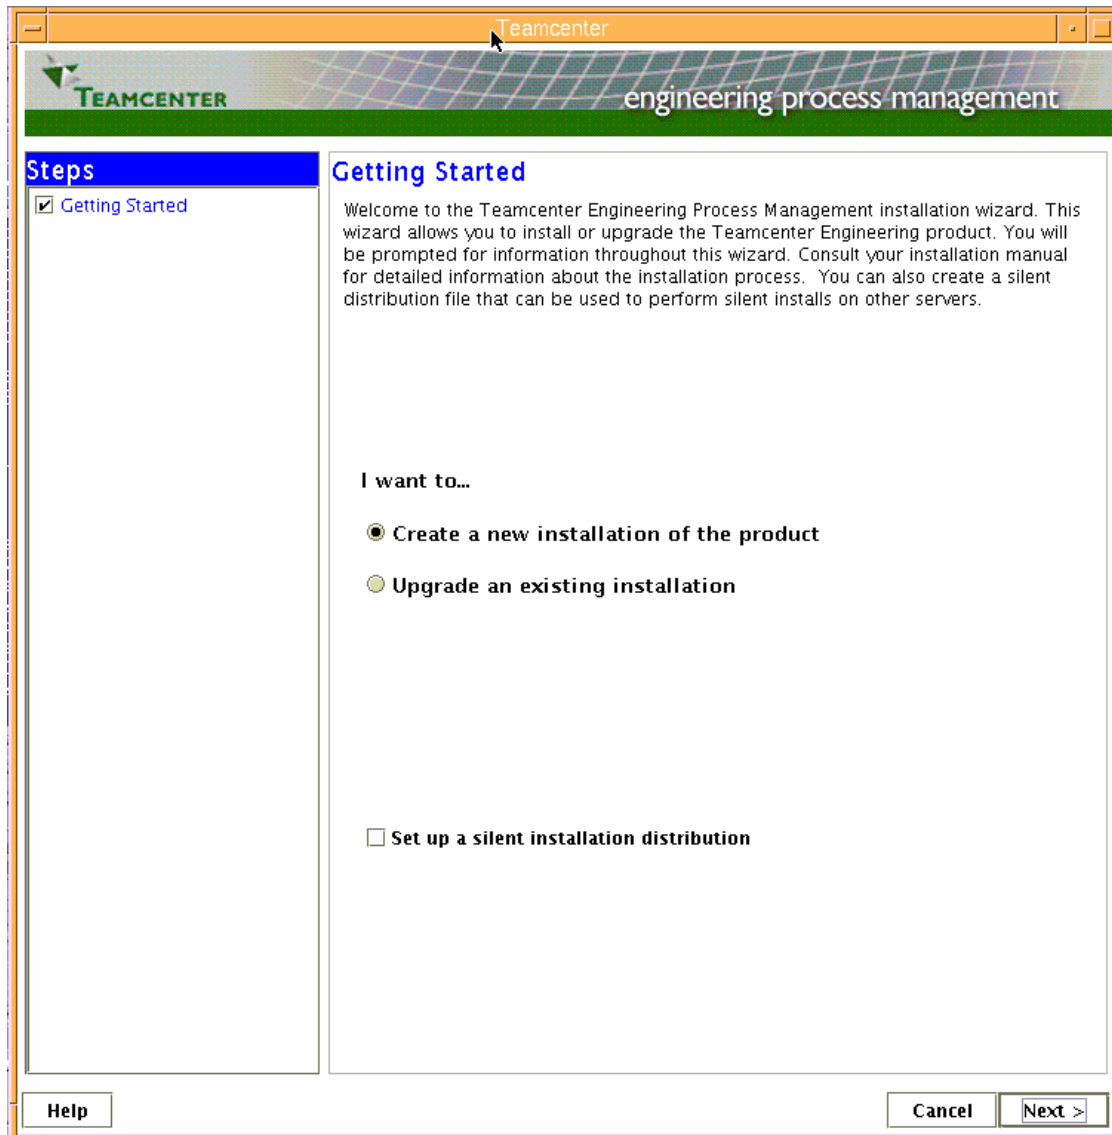 Teamcenter
TEAMCENTER
engineering process management
Steps
Getting Started
Getting Started
Welcome to the Teamcenter Engineering Process Management installation wizard. This
wizard allows you to install or upgrade the Teamcenter Engineering product. You will
be prompted for information throughout this wizard. Consult your installation manual
for detailed information about the installation process.  You can also create a silent
distribution file that can be used to perform silent installs on other servers.
I want to...
Create a new installation of the product
Upgrade an existing installation
Set up a silent installation distribution
Help
Cancel
Next >